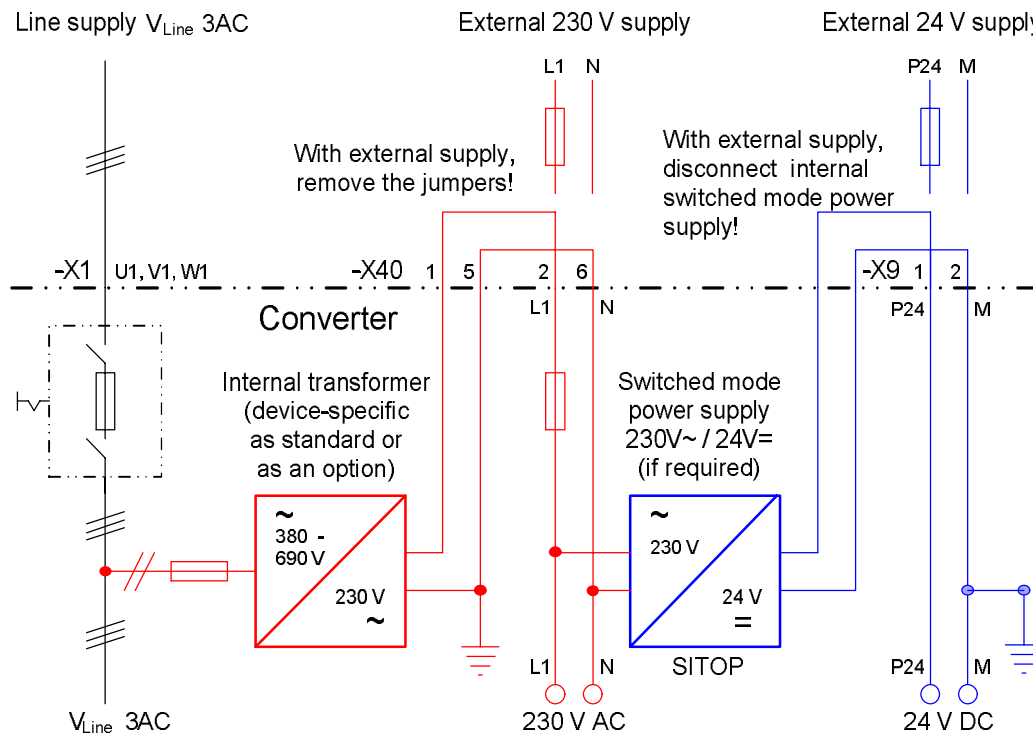 Line supply VLine 3AC
External 230 V supply
External 24 V supply
L1 N
P24 M
With external supply,
remove the jumpers!
With external supply,
disconnect internal
switched mode power
supply!
-X1 U1, V1, W1
-X40 1 5 2 6
-X9 1 2
L1 N
P24 M
Converter
Internal transformer
(device-specific
as standard or
as an option)
Switched mode
power supply
230V~ / 24V=
(if required)
~
380 -
690 V
230 V
~
~
230 V
24 V
=
SITOP
L1 N
P24 M
VLine 3AC
230 V AC
24 V DC